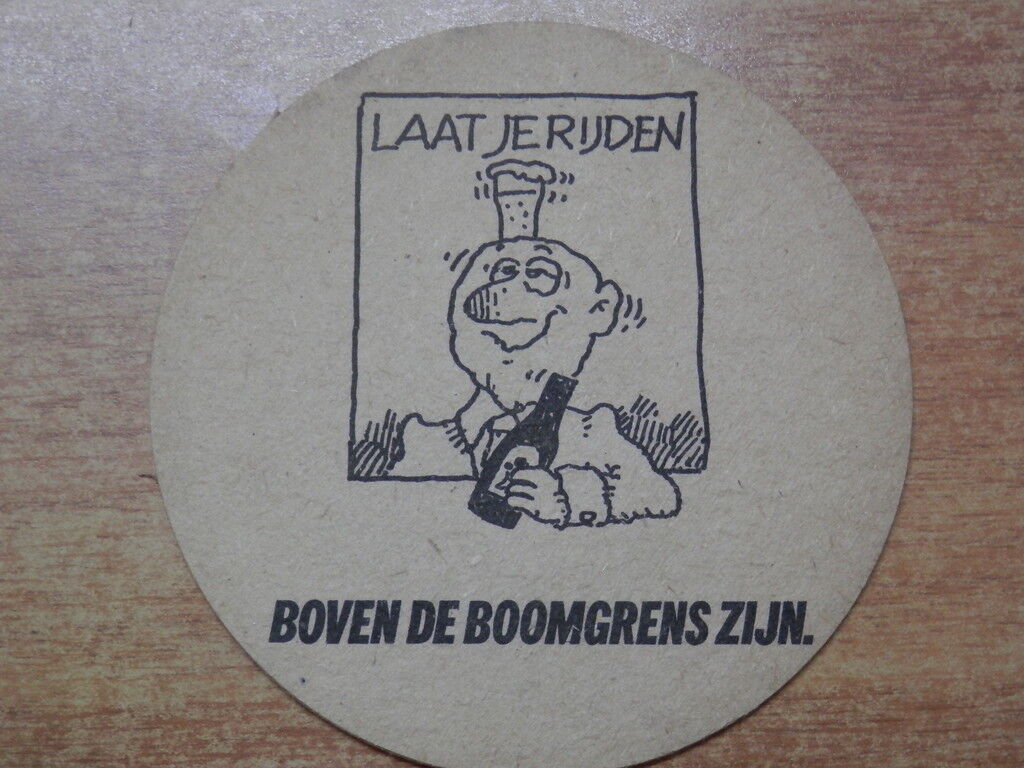 LAAT JE RIJDEN
BOVEN DE BOOMGRENS ZIJN.